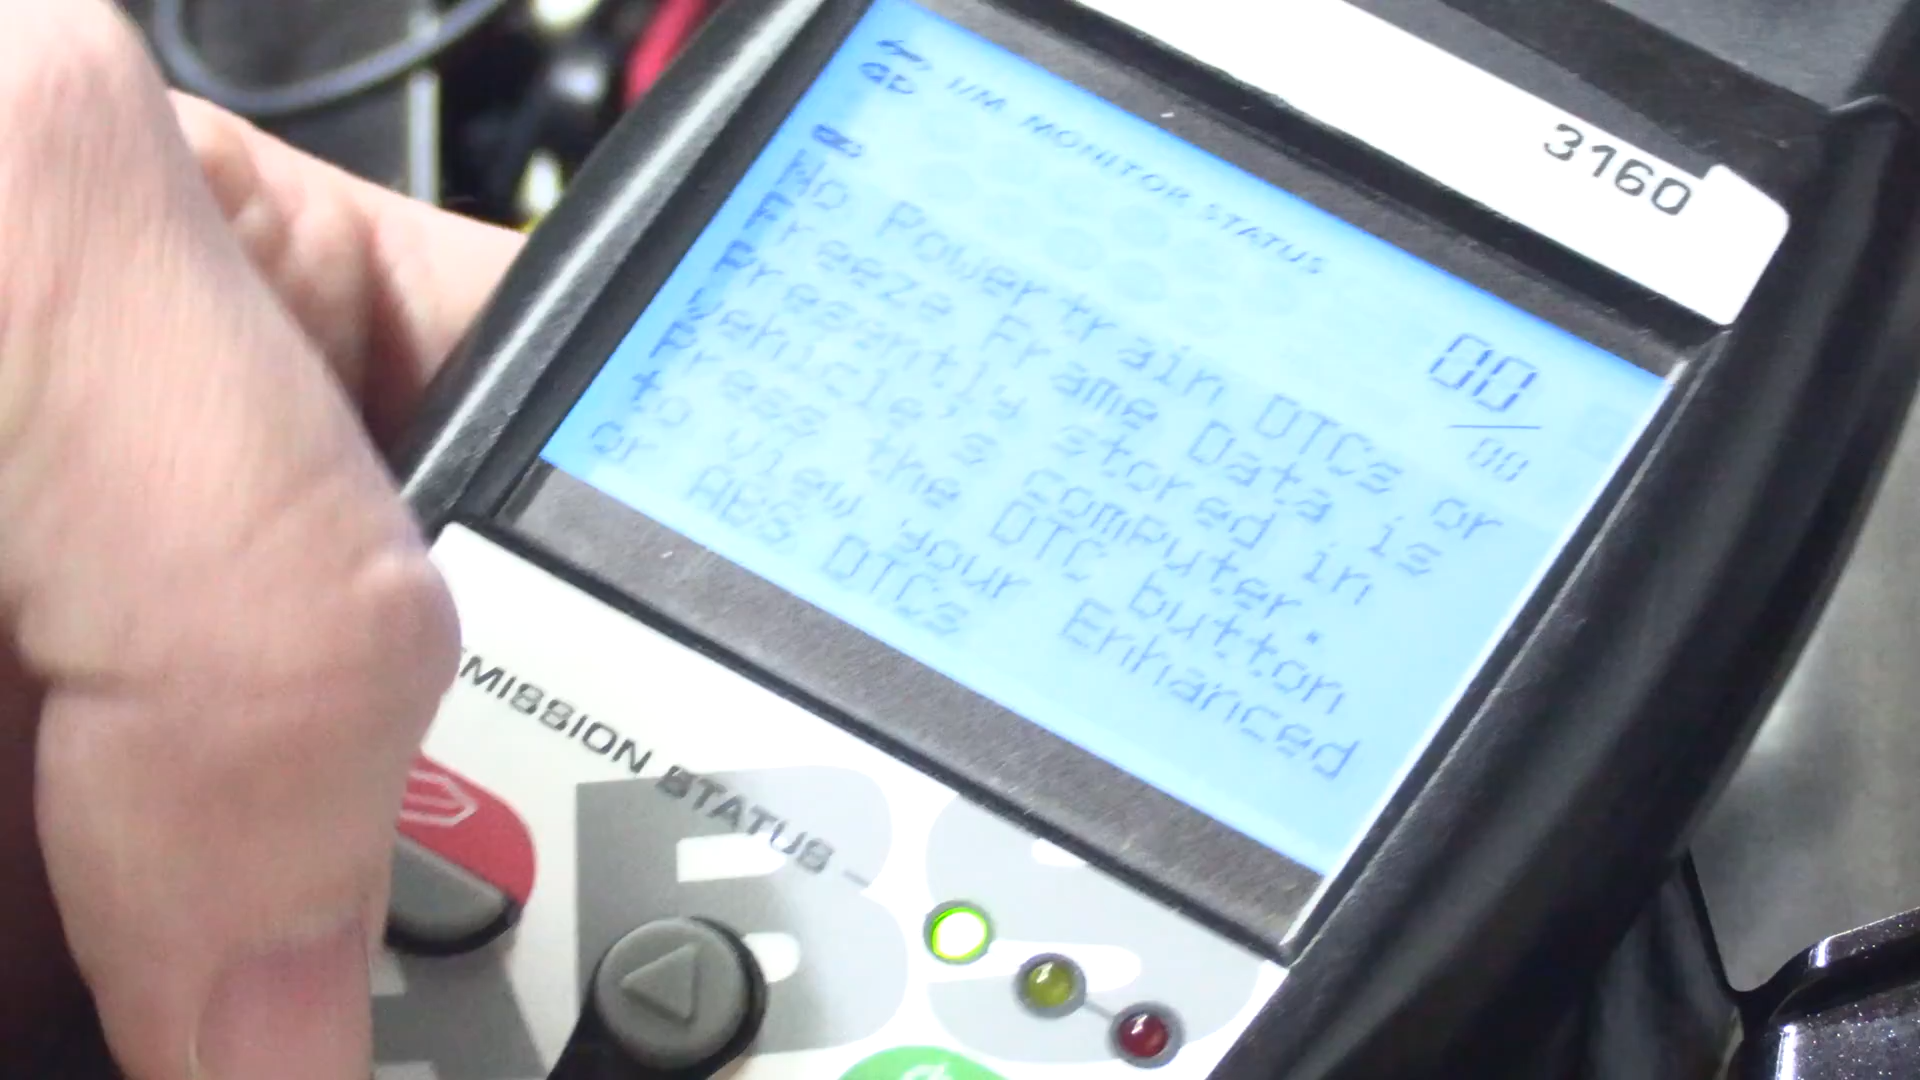 3160
I/M MONITOR STATUS
00
00
No Powertrain DTCs or
Freeze Frame Data is
Presently stored in
vehicle's computer.
Press the DTC button
to view your Enhanced
or ABS DTCs
EMISSION STATUS